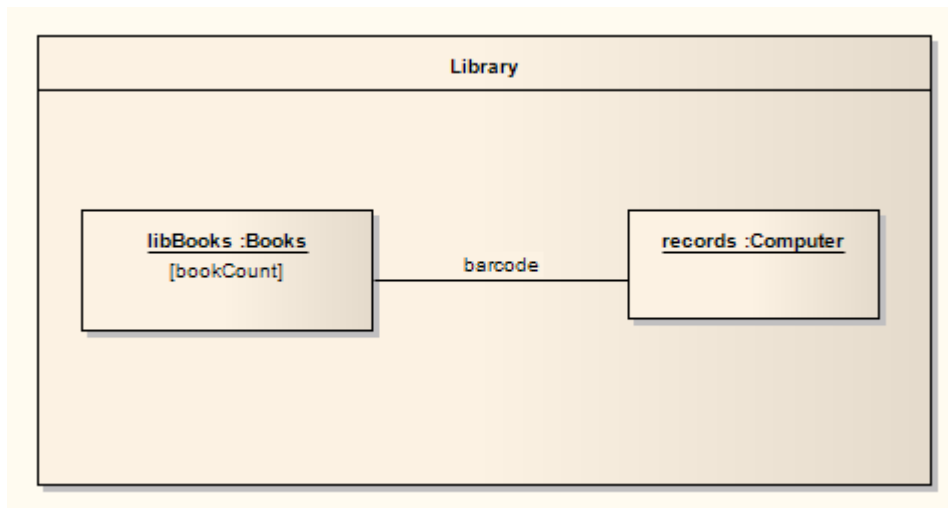 Library
libBooks :Books
[bookCount]
barcode
records :Computer